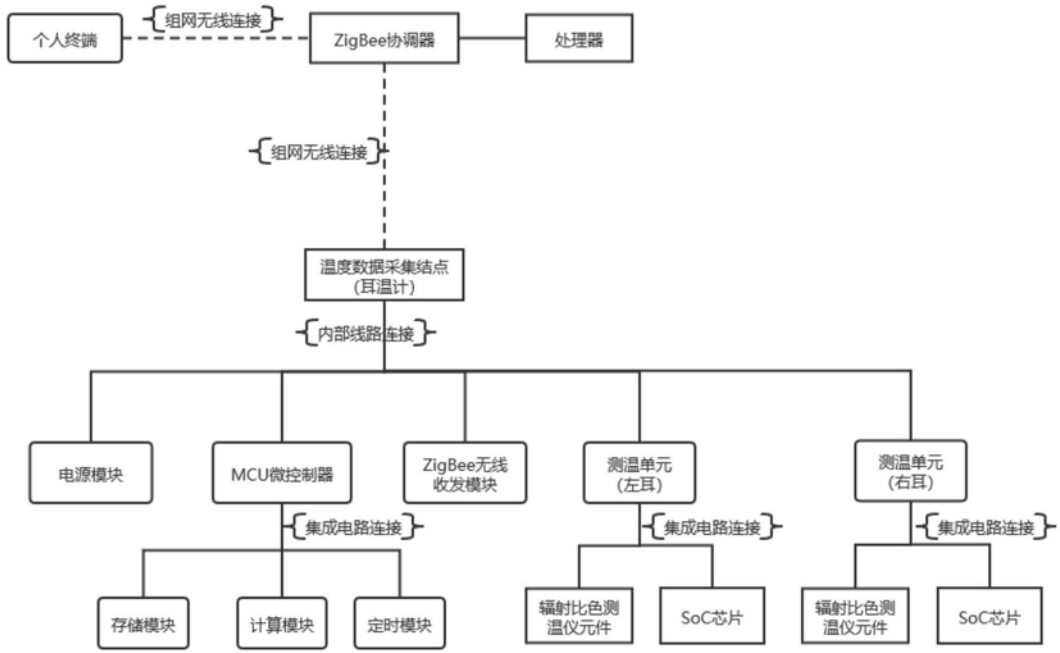 组网无线连接
个人终端
ZigBee协调器
处理器
组网无线连接
温度数据采集结点
(耳温计)
内部线路连接
电源模块
MCU微控制器
ZigBee无线
收发模块
测温单元
(左耳)
测温单元
(右耳)
集成电路连接
集成电路连接
集成电路连接
存储模块
计算模块
定时模块
辐射比色测
温仪元件
SoC芯片
辐射比色测
温仪元件
SoC芯片